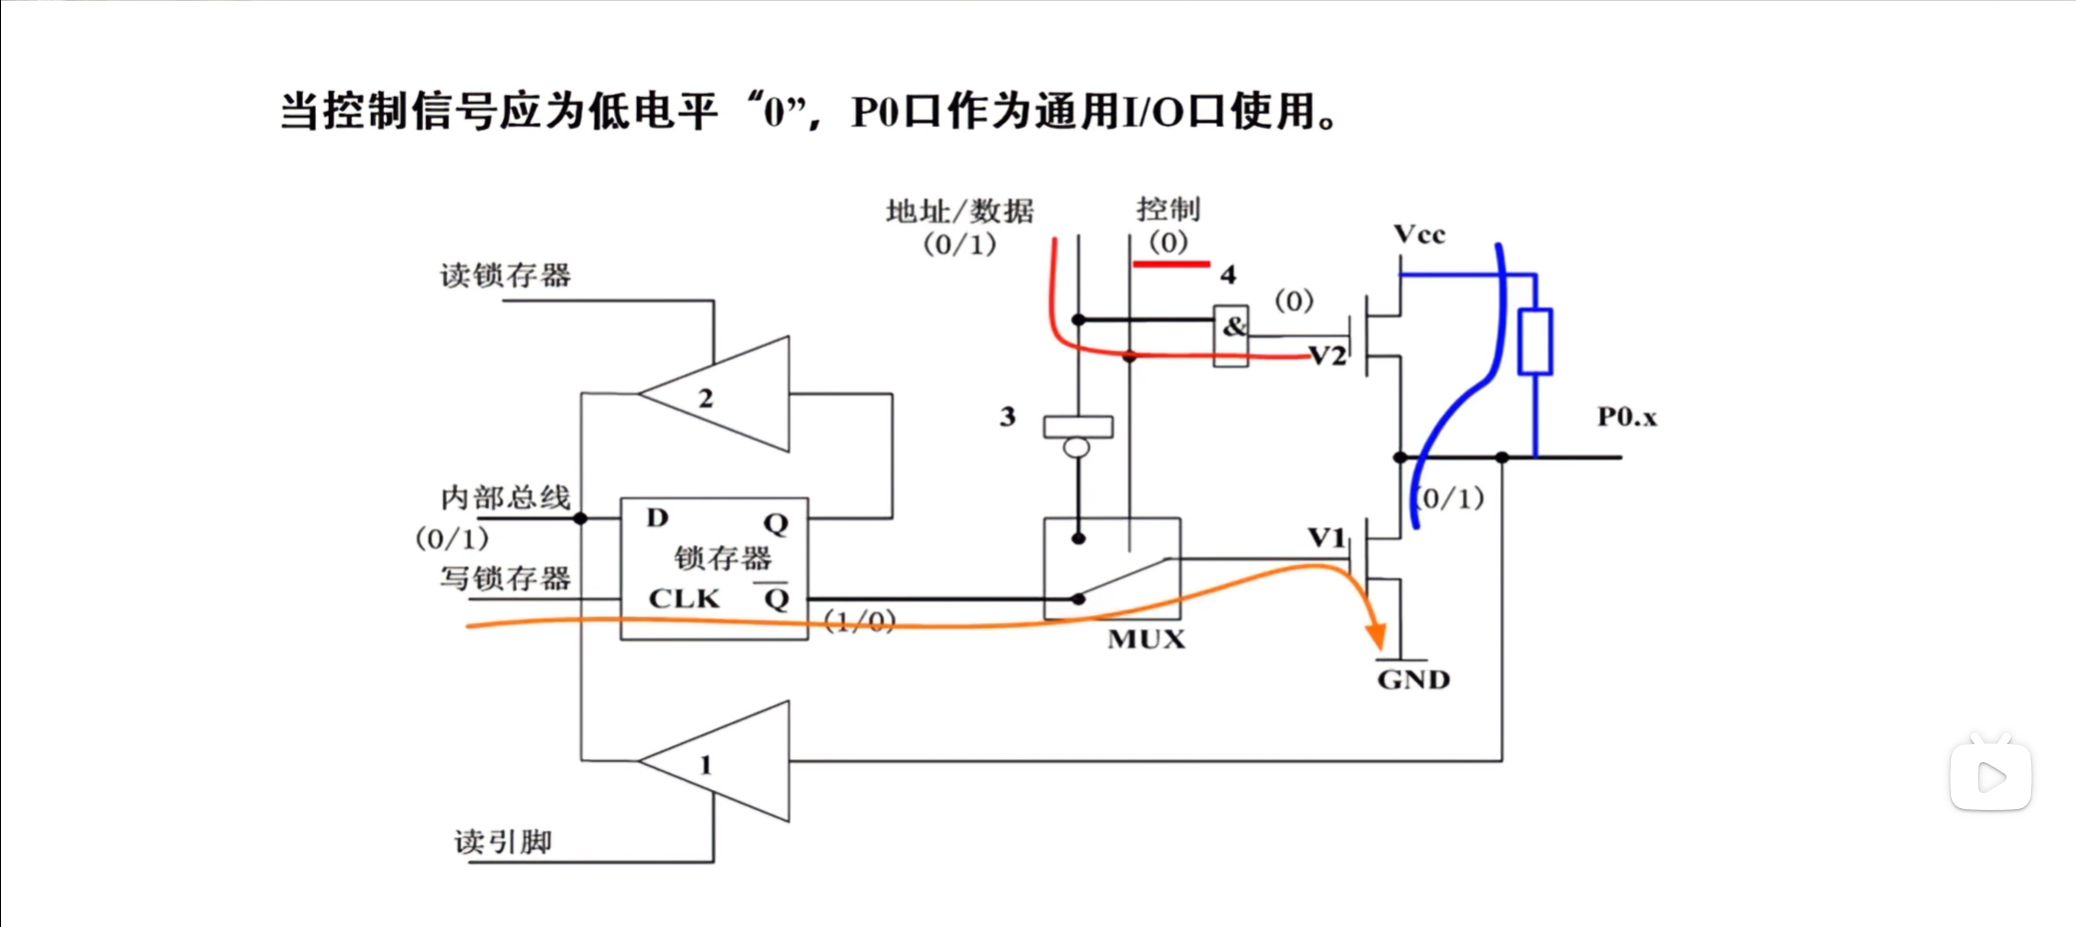 当控制信号应为低电平“0”，P0口作为通用I/O口使用。
地址/数据
(0/1)
控制
(0)
Vcc
读锁存器
4
(0)
&
V2
2
3
P0.x
内部总线
(0/1)
D
Q
(0/1)
锁存器
V1
写锁存器
CLK
Q̅
(1/0)
MUX
GND
1
读引脚